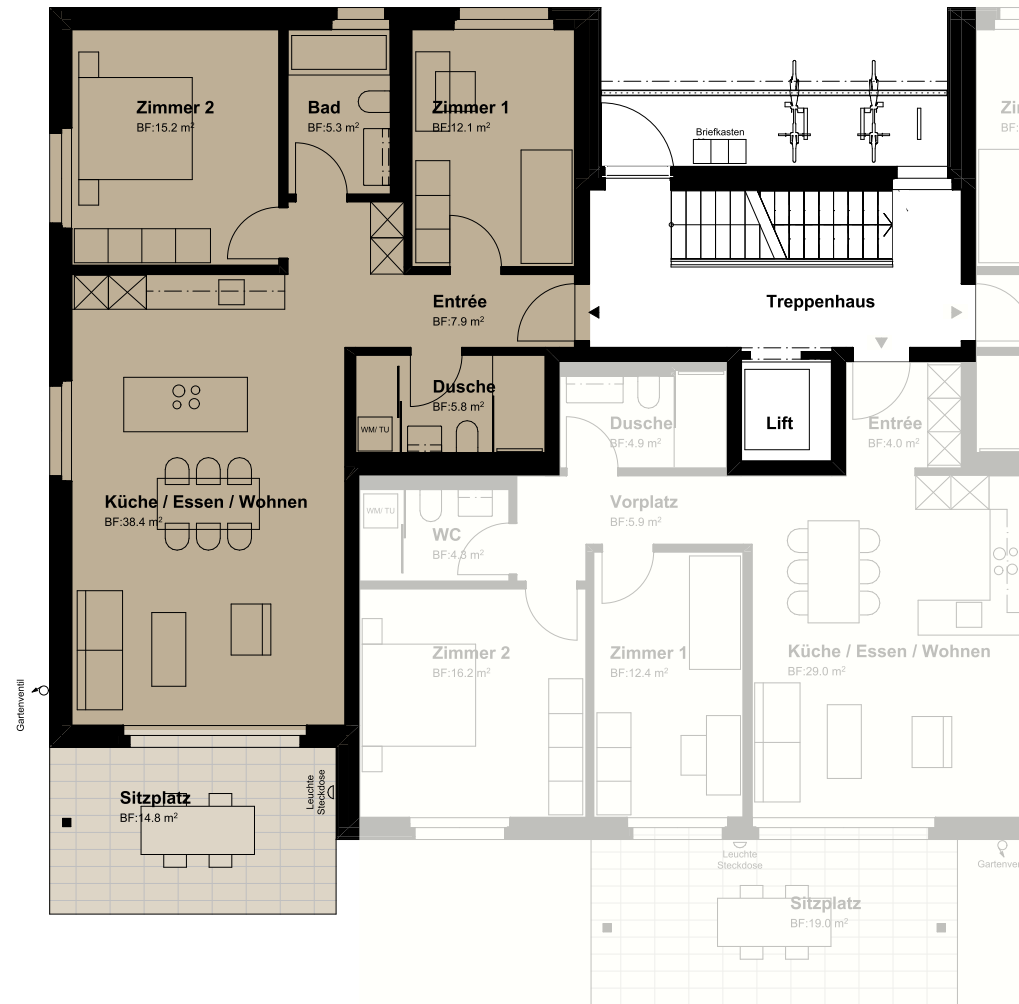 Zimmer 2
BF:15.2 m²
Bad
BF:5.3 m²
Zimmer 1
BF:12.1 m²
Briefkasten
Entrée
BF:7.9 m²
Treppenhaus
Dusche
BF:5.8 m²
WM/ TU
Lift
Dusche
BF:4.9 m²
Entrée
BF:4.0 m²
Küche / Essen / Wohnen
BF:38.4 m²
WM/ TU
WC
BF:4.3 m²
Vorplatz
BF:5.9 m²
Zimmer 2
BF:16.2 m²
Zimmer 1
BF:12.4 m²
Küche / Essen / Wohnen
BF:29.0 m²
Gartenventil
Sitzplatz
BF:14.8 m²
Leuchte
Steckdose
Leuchte
Steckdose
Sitzplatz
BF:19.0 m²